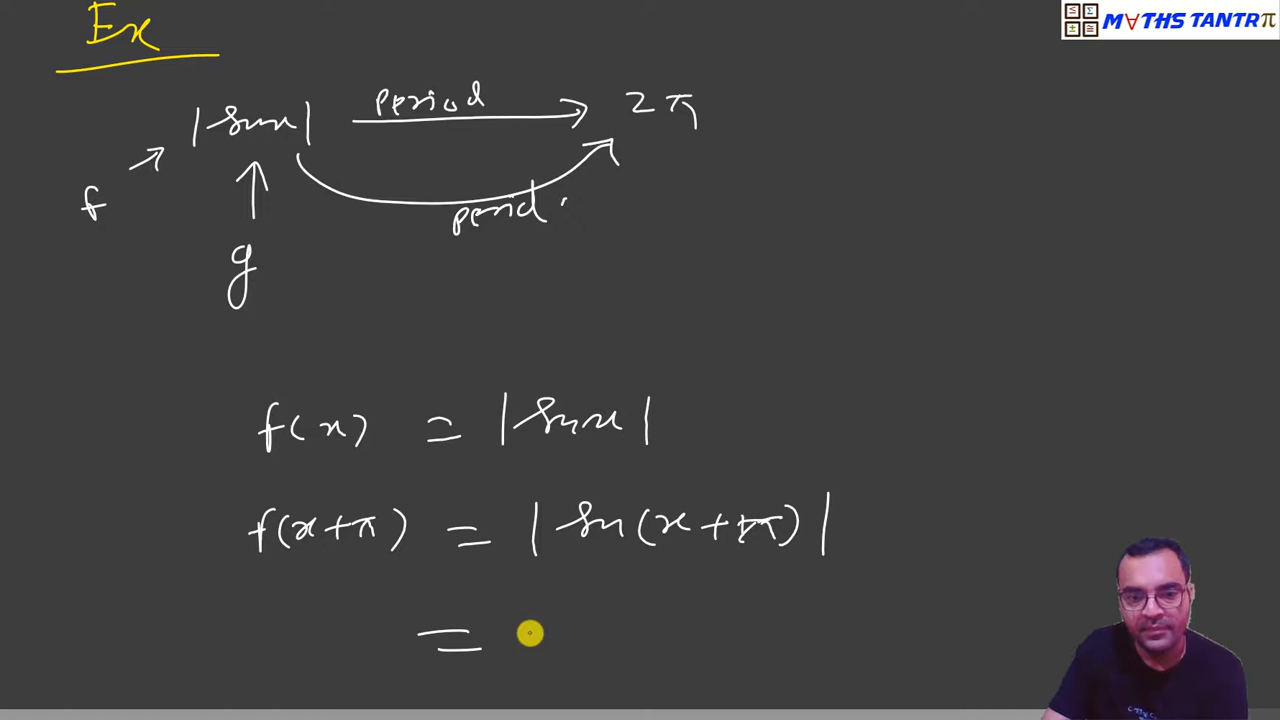 Ex
MATHS TANTRπ
|sinx| period 2π
f
period.
g
f(x) = |sinx|
f(x+π) = |sin(x+π)|
=